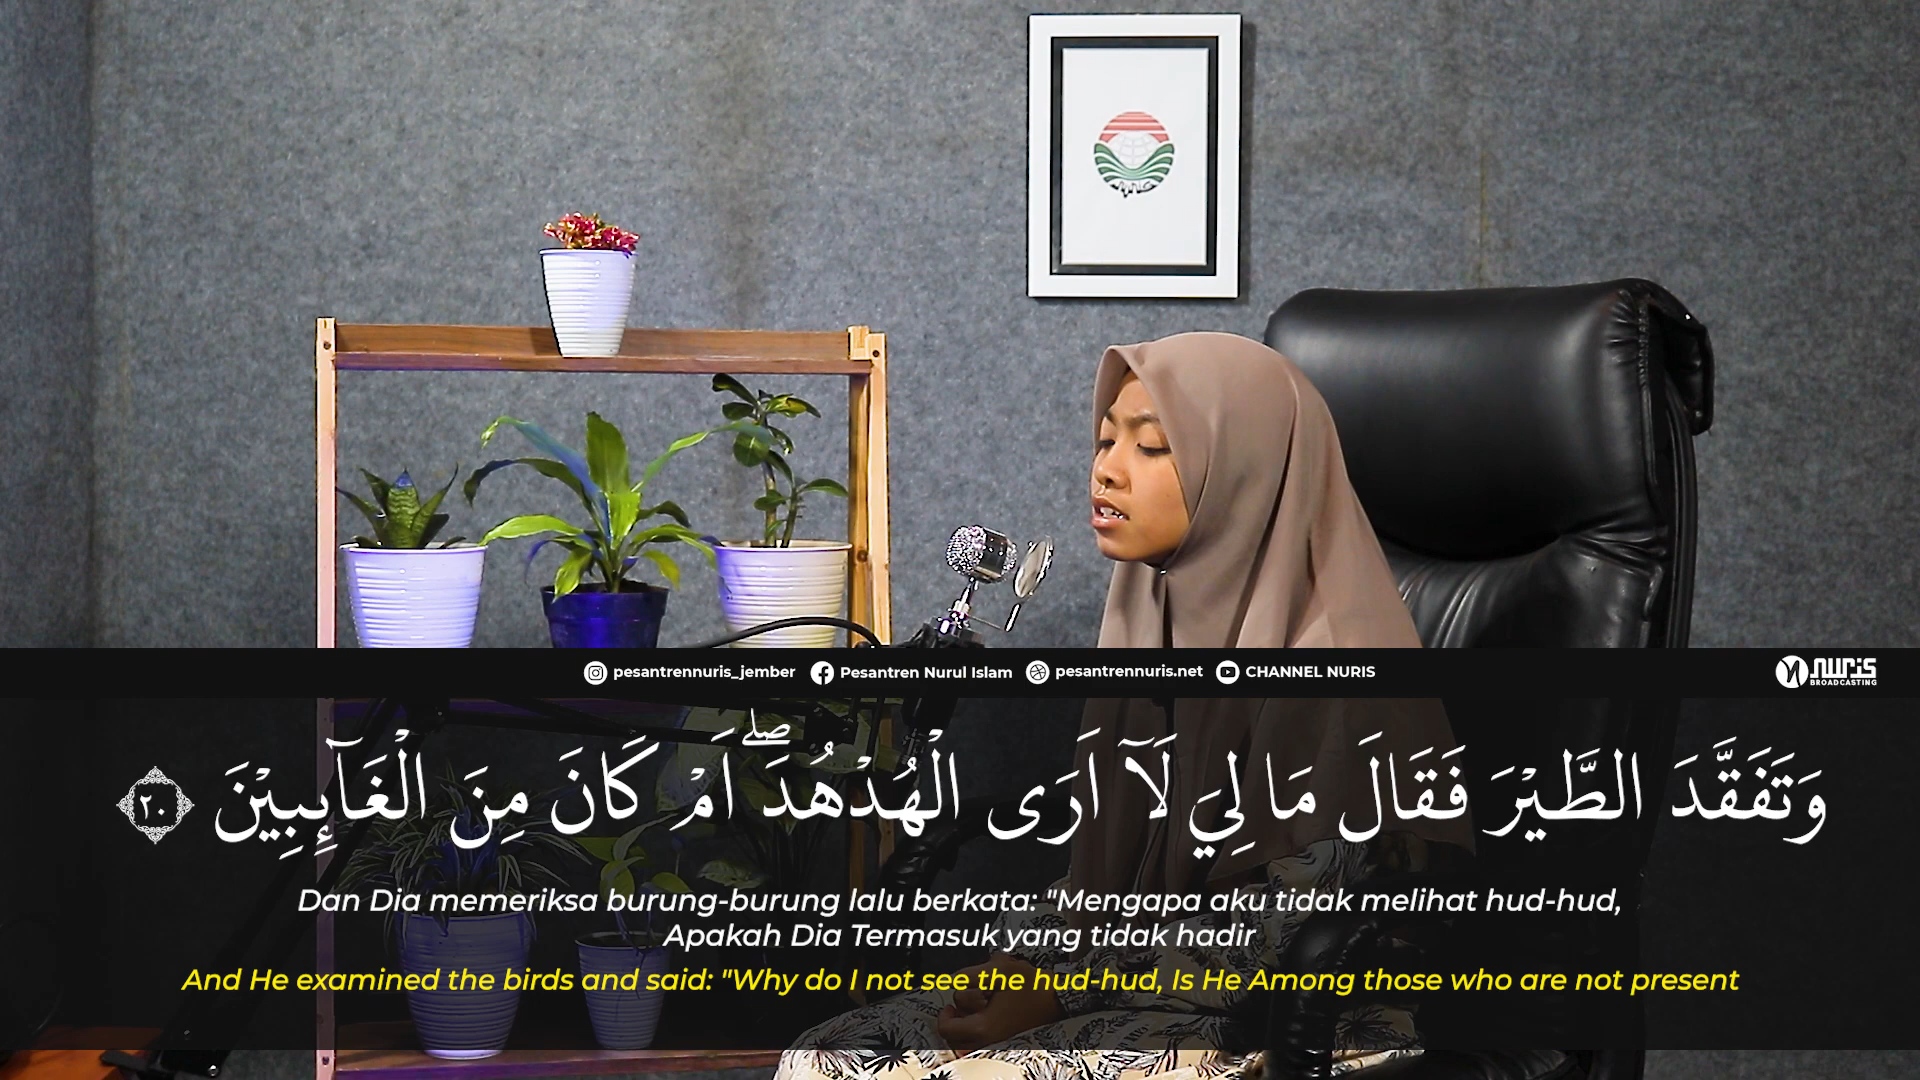 pesantrennuris_jember Pesantren Nurul Islam pesantrennuris.net CHANNEL NURIS
NURIS
BROADCASTING
وَتَفَقَّدَ الطَّيْرَ فَقَالَ مَا لِيَ لَآ اَرَى الْهُدْهُدَۖ اَمْ كَانَ مِنَ الْغَآىِٕبِيْنَ ٢٠
Dan Dia memeriksa burung-burung lalu berkata: "Mengapa aku tidak melihat hud-hud,
Apakah Dia Termasuk yang tidak hadir
And He examined the birds and said: "Why do I not see the hud-hud, Is He Among those who are not present